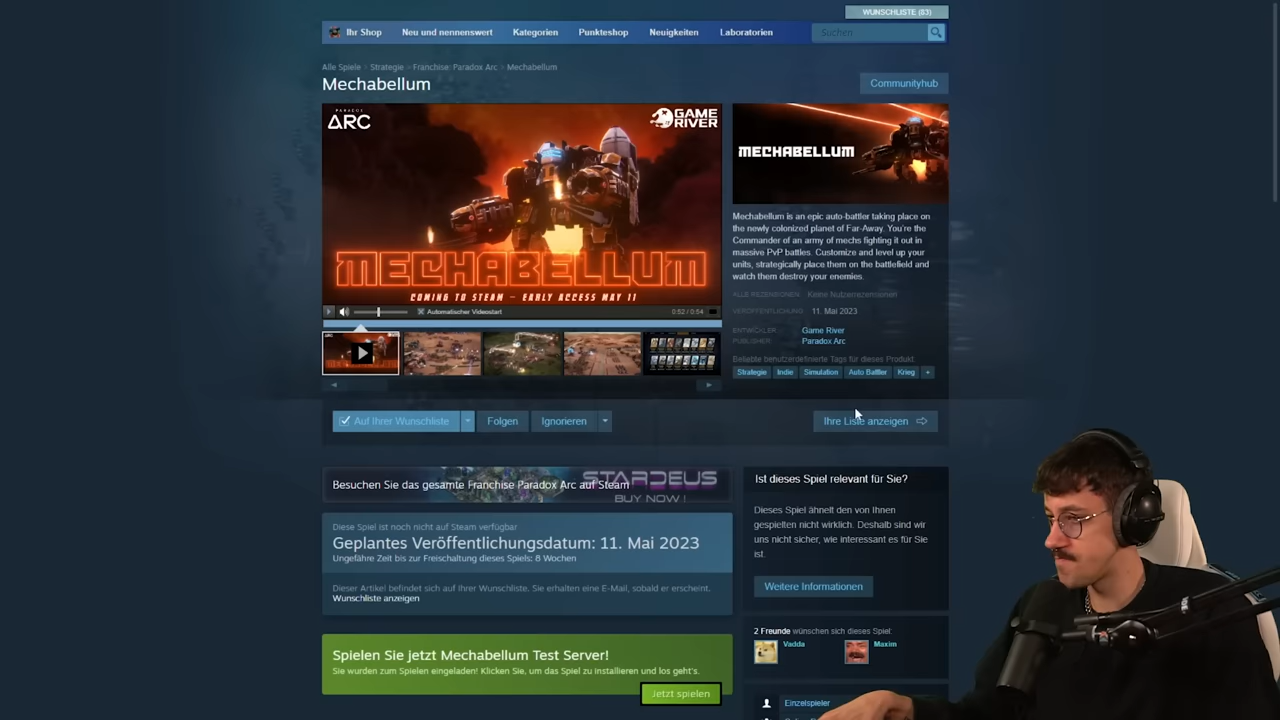 WUNSCHLISTE (83)
Ihr Shop Neu und nennenswert Kategorien Punkteshop Neuigkeiten Laboratorien Suchen
Alle Spiele > Strategie > Franchise: Paradox Arc > Mechabellum
Mechabellum
Communityhub
PARADOX
ARC
GAME
RIVER
MECHABELLUM
COMING TO STEAM – EARLY ACCESS MAY 11
Automatischer Videostart 0:52 / 0:54
MECHABELLUM
Mechabellum is an epic auto-battler taking place on
the newly colonized planet of Far-Away. You're the
Commander of an army of mechs fighting it out in
massive PvP battles. Customize and level up your
units, strategically place them on the battlefield and
watch them destroy your enemies.
ALLE REZENSIONEN: Keine Nutzerrezensionen
VERÖFFENTLICHUNG: 11. Mai 2023
ENTWICKLER: Game River
PUBLISHER: Paradox Arc
Beliebte benutzerdefinierte Tags für dieses Produkt:
Strategie Indie Simulation Auto Battler Krieg +
Auf Ihrer Wunschliste Folgen Ignorieren Ihre Liste anzeigen
STARDEUS
BUY NOW !
Besuchen Sie das gesamte Franchise Paradox Arc auf Steam
Diese Spiel ist noch nicht auf Steam verfügbar
Geplantes Veröffentlichungsdatum: 11. Mai 2023
Ungefähre Zeit bis zur Freischaltung dieses Spiels: 8 Wochen
Dieser Artikel befindet sich auf Ihrer Wunschliste. Sie erhalten eine E-Mail, sobald er erscheint.
Wunschliste anzeigen
Spielen Sie jetzt Mechabellum Test Server!
Sie wurden zum Spielen eingeladen! Klicken Sie, um das Spiel zu installieren und los geht's.
Jetzt spielen
Ist dieses Spiel relevant für Sie?
Dieses Spiel ähnelt den von Ihnen
gespielten nicht wirklich. Deshalb sind wir
uns nicht sicher, wie interessant es für Sie
ist.
Weitere Informationen
2 Freunde wünschen sich dieses Spiel:
Vadda Maxim
Einzelspieler